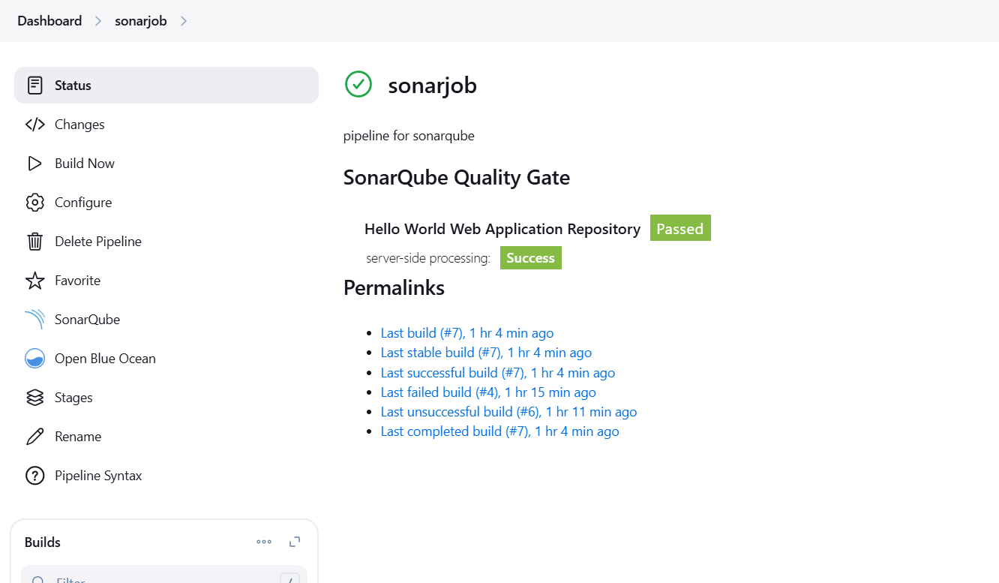 Dashboard sonarjob
Status
Changes
Build Now
Configure
Delete Pipeline
Favorite
SonarQube
Open Blue Ocean
Stages
Rename
Pipeline Syntax
Builds
Filter
/
sonarjob
pipeline for sonarqube
SonarQube Quality Gate
Hello World Web Application Repository Passed
server-side processing: Success
Permalinks
Last build (#7), 1 hr 4 min ago
Last stable build (#7), 1 hr 4 min ago
Last successful build (#7), 1 hr 4 min ago
Last failed build (#4), 1 hr 15 min ago
Last unsuccessful build (#6), 1 hr 11 min ago
Last completed build (#7), 1 hr 4 min ago